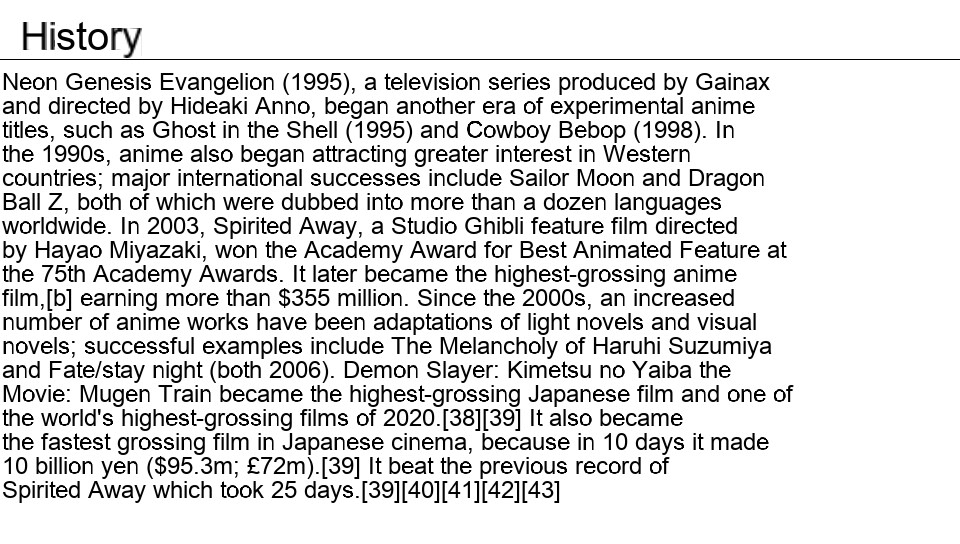 History
Neon Genesis Evangelion (1995), a television series produced by Gainax
and directed by Hideaki Anno, began another era of experimental anime
titles, such as Ghost in the Shell (1995) and Cowboy Bebop (1998). In
the 1990s, anime also began attracting greater interest in Western
countries; major international successes include Sailor Moon and Dragon
Ball Z, both of which were dubbed into more than a dozen languages
worldwide. In 2003, Spirited Away, a Studio Ghibli feature film directed
by Hayao Miyazaki, won the Academy Award for Best Animated Feature at
the 75th Academy Awards. It later became the highest-grossing anime
film,[b] earning more than $355 million. Since the 2000s, an increased
number of anime works have been adaptations of light novels and visual
novels; successful examples include The Melancholy of Haruhi Suzumiya
and Fate/stay night (both 2006). Demon Slayer: Kimetsu no Yaiba the
Movie: Mugen Train became the highest-grossing Japanese film and one of
the world's highest-grossing films of 2020.[38][39] It also became
the fastest grossing film in Japanese cinema, because in 10 days it made
10 billion yen ($95.3m; £72m).[39] It beat the previous record of
Spirited Away which took 25 days.[39][40][41][42][43]